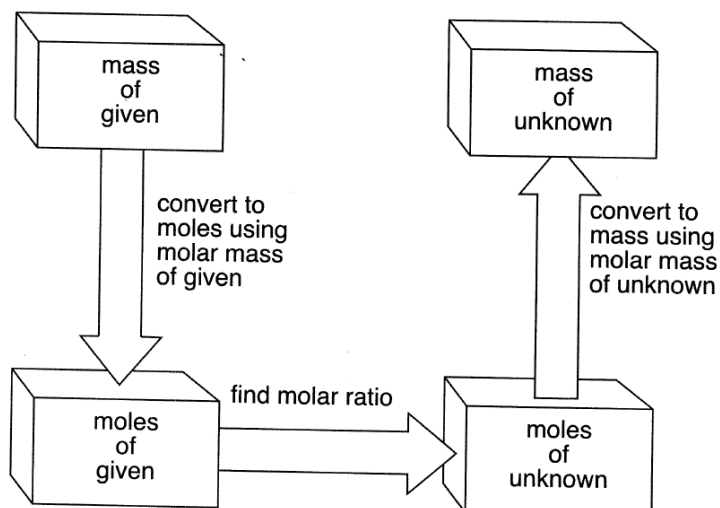 mass
of
given
mass
of
unknown
convert to
moles using
molar mass
of given
convert to
mass using
molar mass
of unknown
find molar ratio
moles
of
given
moles
of
unknown